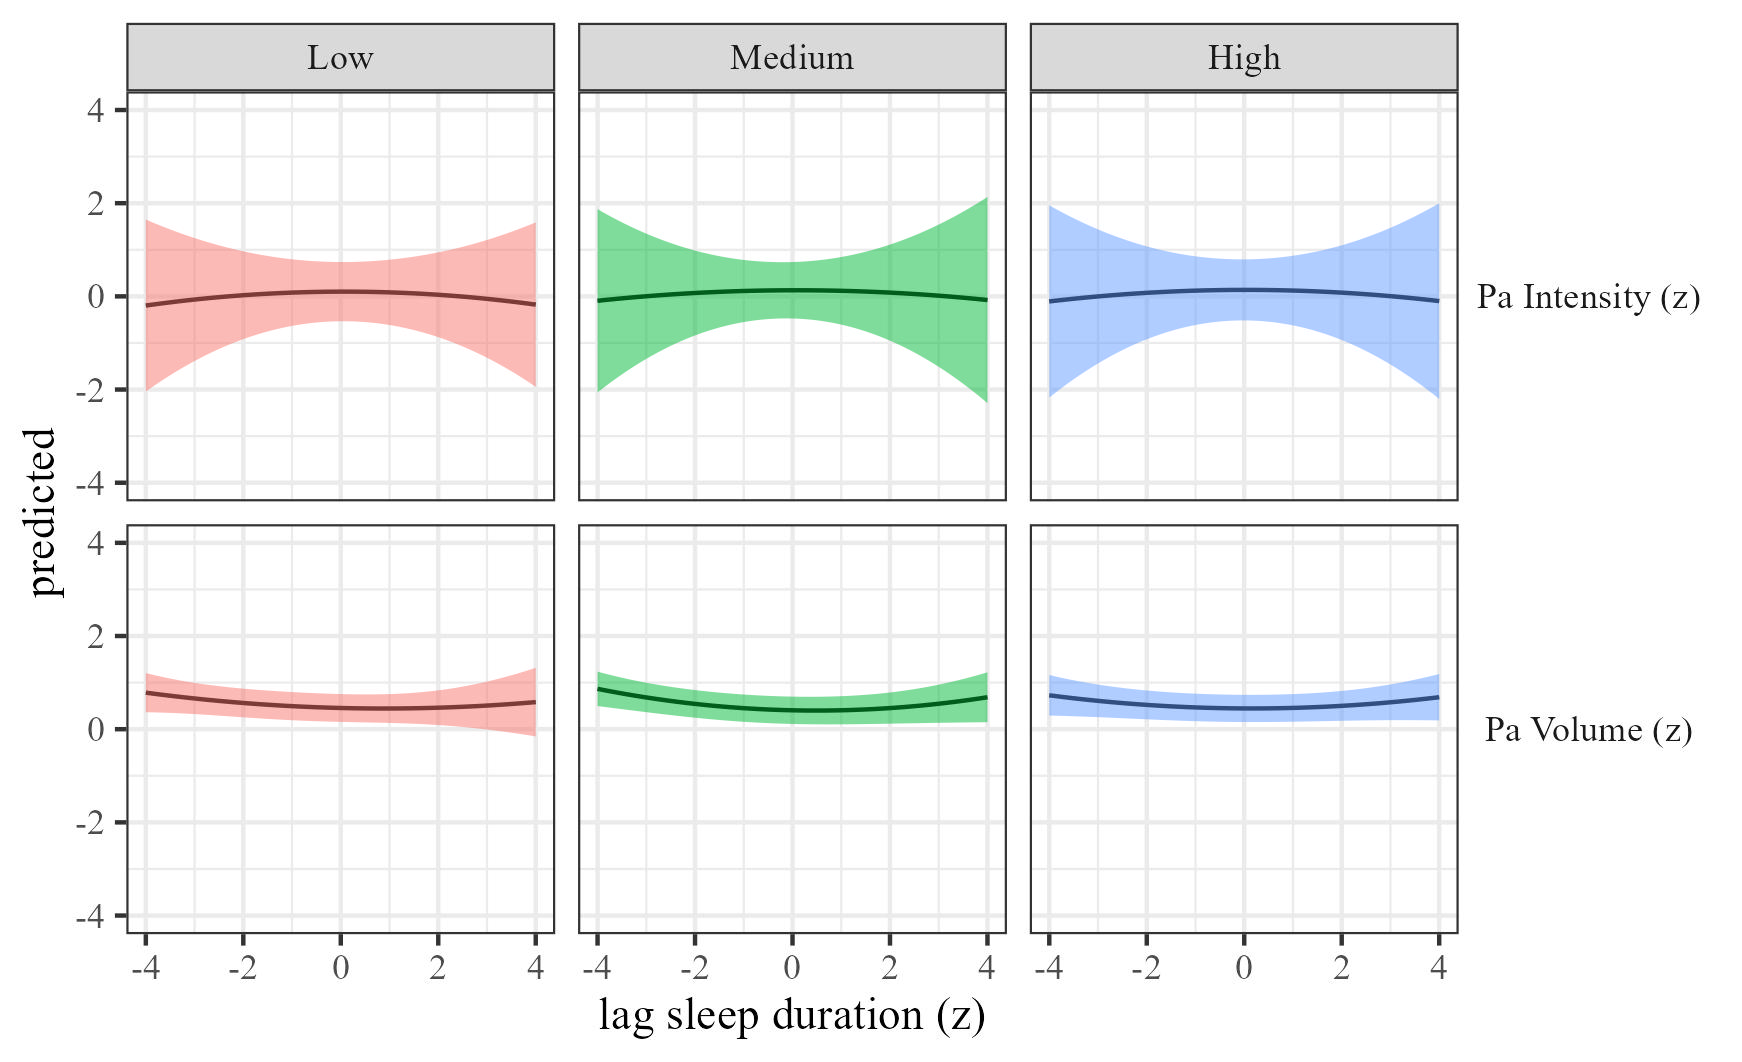 Low Medium High
4
2
0
-2
-4
Pa Intensity (z)
predicted
4
2
0
-2
-4
Pa Volume (z)
-4 -2 0 2 4 -4 -2 0 2 4 -4 -2 0 2 4
lag sleep duration (z)